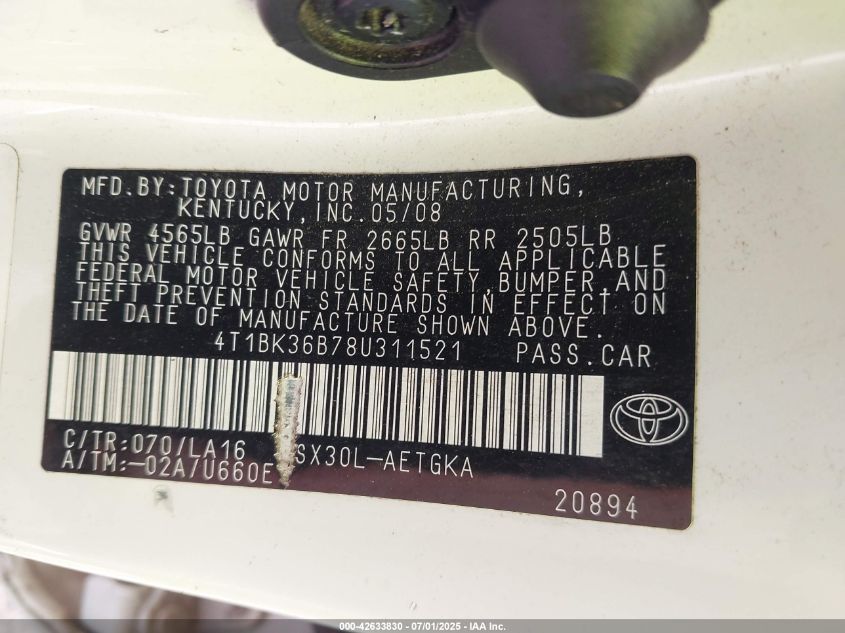 MFD. BY: TOYOTA MOTOR MANUFACTURING,
KENTUCKY, INC. 05/08
GVWR 4565LB GAWR FR 2665LB RR 2505LB
THIS VEHICLE CONFORMS TO ALL APPLICABLE
FEDERAL MOTOR VEHICLE SAFETY, BUMPER, AND
THEFT PREVENTION STANDARDS IN EFFECT ON
THE DATE OF MANUFACTURE SHOWN ABOVE.
4T1BK36B78U311521 PASS. CAR
C/TR: 070/LA16 SX30L-AETGKA
A/TM: -02A/U660E
20894
000-42633830 - 07/01/2025 - IAA Inc.